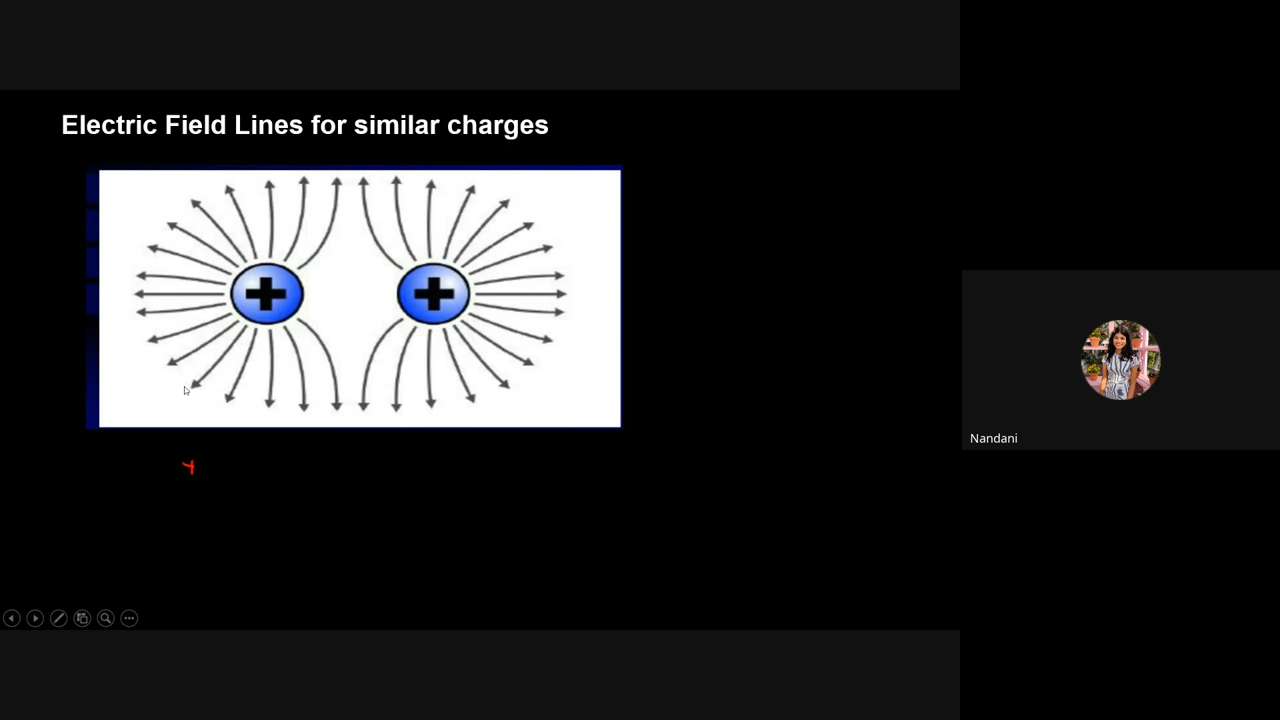 Electric Field Lines for similar charges
+ +
Nandani